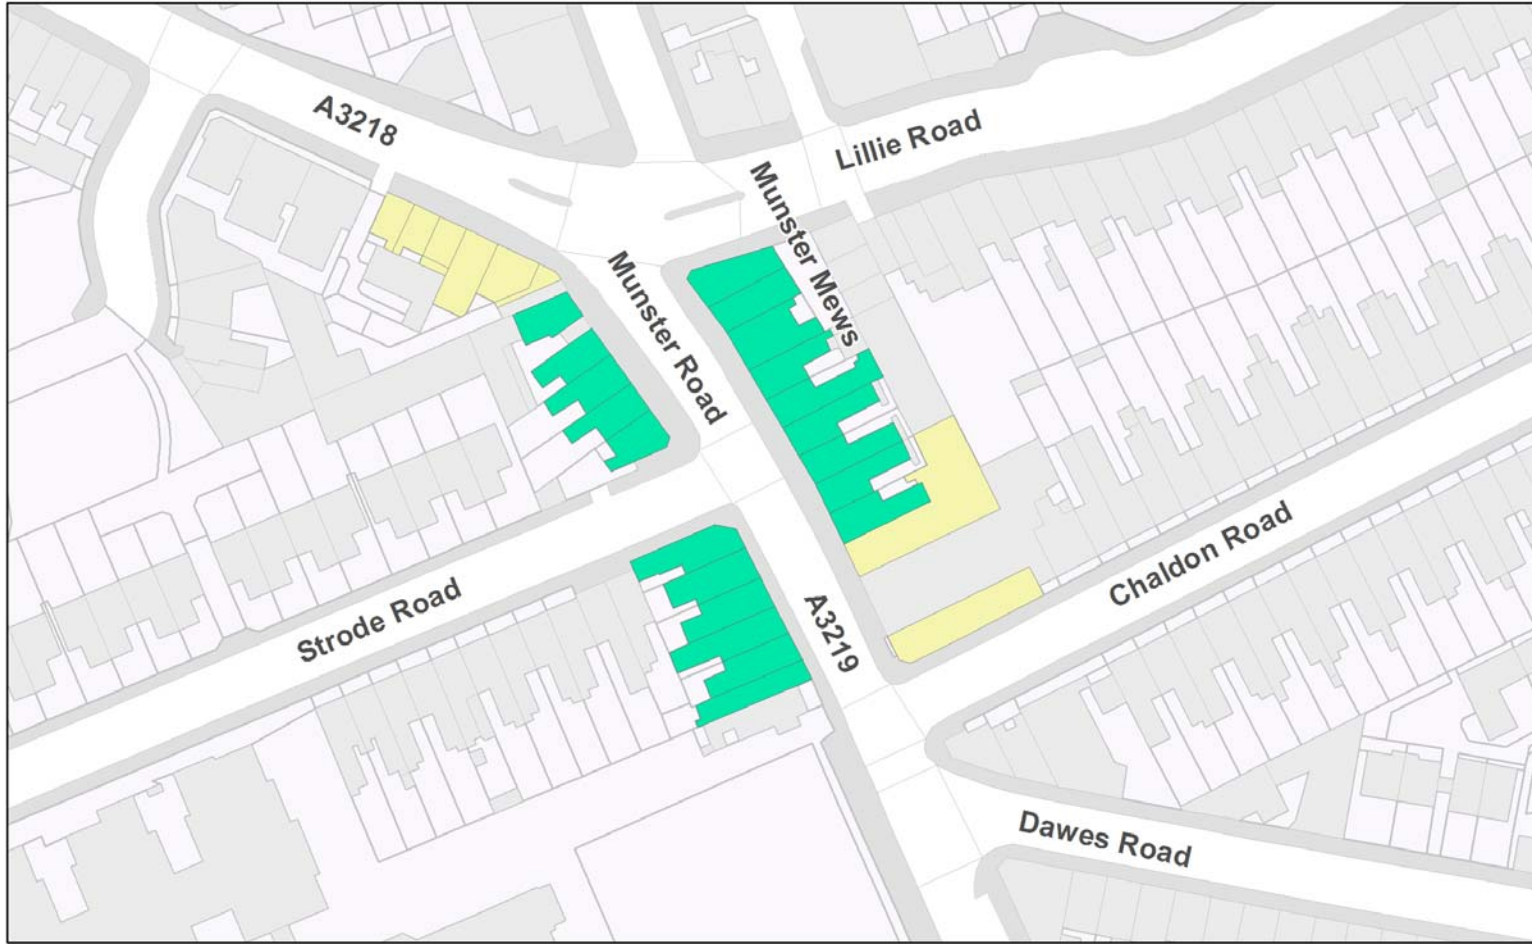 A3218
Lillie Road
Munster Mews
Munster Road
Strode Road
A3219
Chaldon Road
Dawes Road